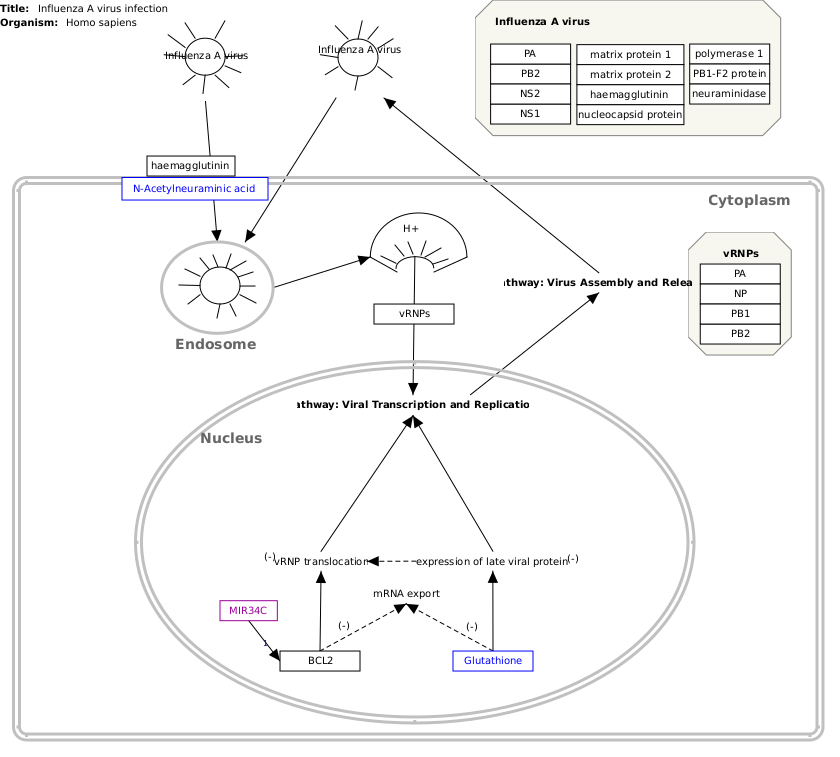 Title: Influenza A virus infection
Organism: Homo sapiens
Influenza A virus
Influenza A virus
Influenza A virus
PA
PB2
NS2
NS1
matrix protein 1
matrix protein 2
haemagglutinin
nucleocapsid protein
polymerase 1
PB1-F2 protein
neuraminidase
haemagglutinin
N-Acetylneuraminic acid
Cytoplasm
H+
vRNPs
PA
NP
PB1
PB2
thway: Virus Assembly and Relea
vRNPs
Endosome
athway: Viral Transcription and Replicatio
Nucleus
(-)
vRNP translocation
expression of late viral protein
(-)
mRNA export
MIR34C
(-)
(-)
BCL2
Glutathione